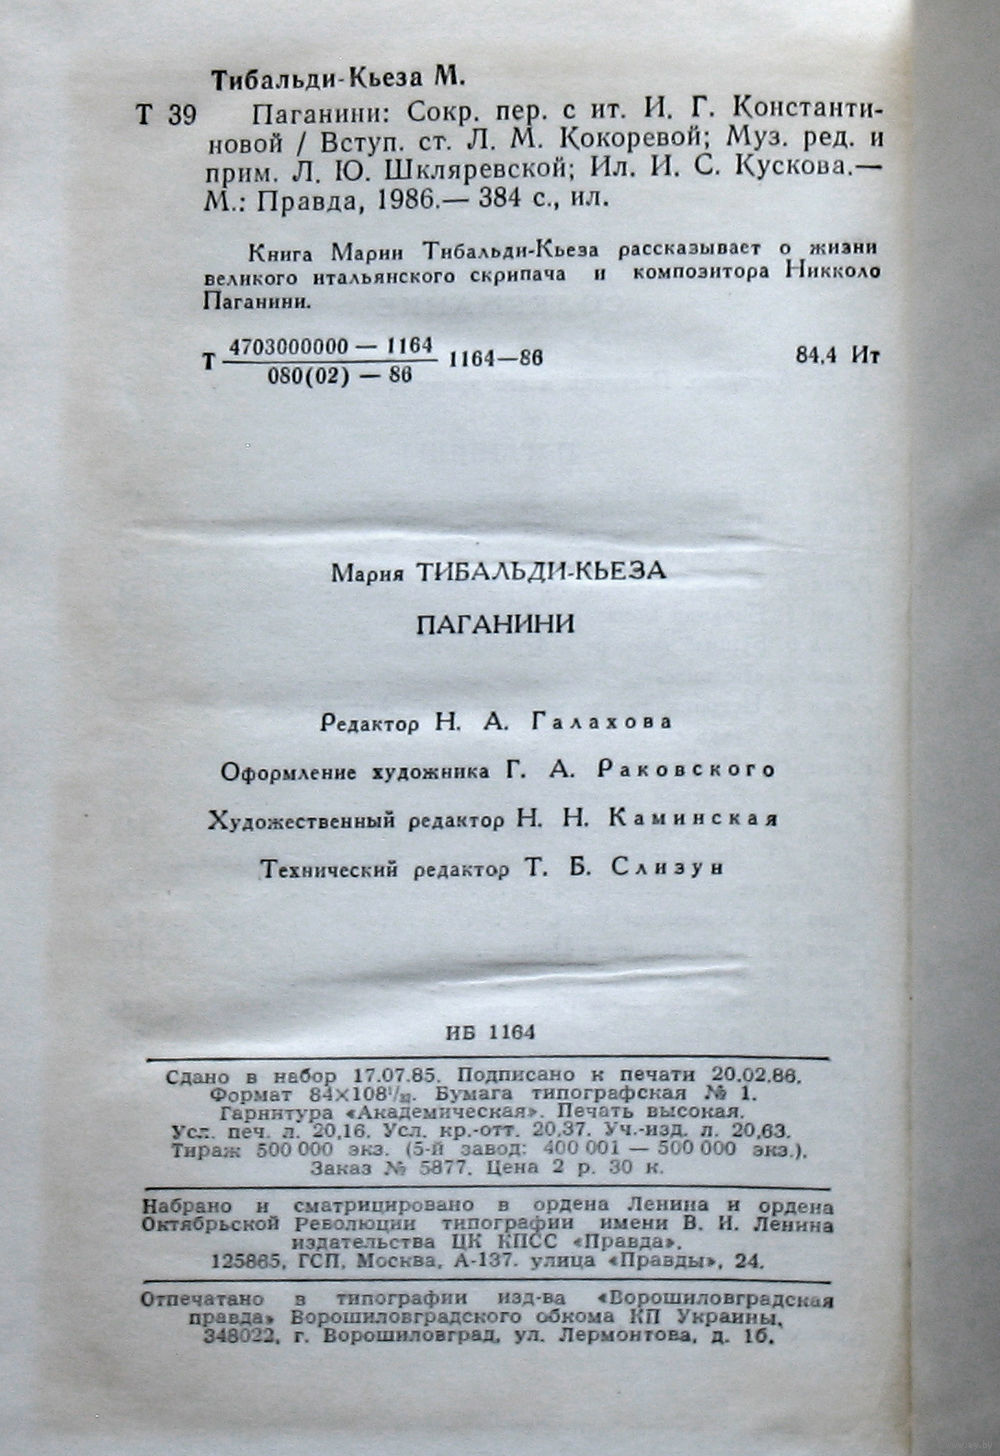 Тибальди-Кьеза М.
Т 39 Паганини: Сокр. пер. с ит. И. Г. Константи-
новой / Вступ. ст. Л. М. Кокоревой; Муз. ред. и
прим. Л. Ю. Шкляревской; Ил. И. С. Кускова.—
М.: Правда, 1986.— 384 с., ил.
Книга Марии Тибальди-Кьеза рассказывает о жизни
великого итальянского скрипача и композитора Никколо
Паганини.
Т 4703000000 — 1164 / 080(02) — 86 1164—86 84.4 Ит
Мария ТИБАЛЬДИ-КЬЕЗА
ПАГАНИНИ
Редактор Н. А. Галахова
Оформление художника Г. А. Раковского
Художественный редактор Н. Н. Каминская
Технический редактор Т. Б. Слизун
ИБ 1164
Сдано в набор 17.07.85. Подписано к печати 20.02.86.
Формат 84×108¹/₃₂. Бумага типографская № 1.
Гарнитура «Академическая». Печать высокая.
Усл. печ. л. 20,16. Усл. кр.-отт. 20,37. Уч.-изд. л. 20,63.
Тираж 500 000 экз. (5-й завод: 400 001 — 500 000 экз.).
Заказ № 5877. Цена 2 р. 30 к.
Набрано и сматрицировано в ордена Ленина и ордена
Октябрьской Революции типографии имени В. И. Ленина
издательства ЦК КПСС «Правда».
125865, ГСП, Москва, А-137. улица «Правды», 24.
Отпечатано в типографии изд-ва «Ворошиловградская
правда» Ворошиловградского обкома КП Украины,
348022, г. Ворошиловград, ул. Лермонтова, д. 1б.